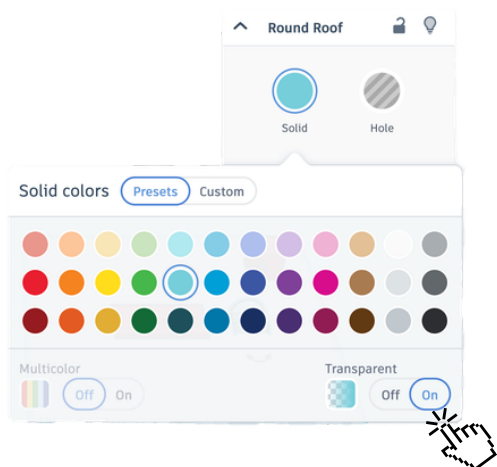 Round Roof
Solid Hole
Solid colors Presets Custom
Multicolor Transparent
Off On Off On